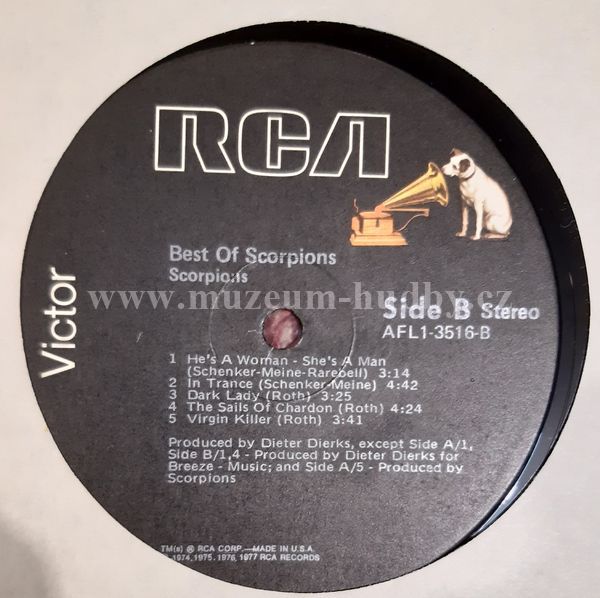 RCA
Victor
Best Of Scorpions
Scorpions
www.muzeum-hudby.cz
Side B Stereo
AFL1-3516-B
1 He's A Woman - She's A Man
(Schenker-Meine-Rarebell) 3:14
2 In Trance (Schenker-Meine) 4:42
3 Dark Lady (Roth) 3:25
4 The Sails Of Chardon (Roth) 4:24
5 Virgin Killer (Roth) 3:41
Produced by Dieter Dierks, except Side A/1,
Side B/1,4 - Produced by Dieter Dierks for
Breeze - Music; and Side A/5 - Produced by
Scorpions
TM(s) ® RCA CORP.—MADE IN U.S.A.
1974, 1975, 1976, 1977 RCA RECORDS